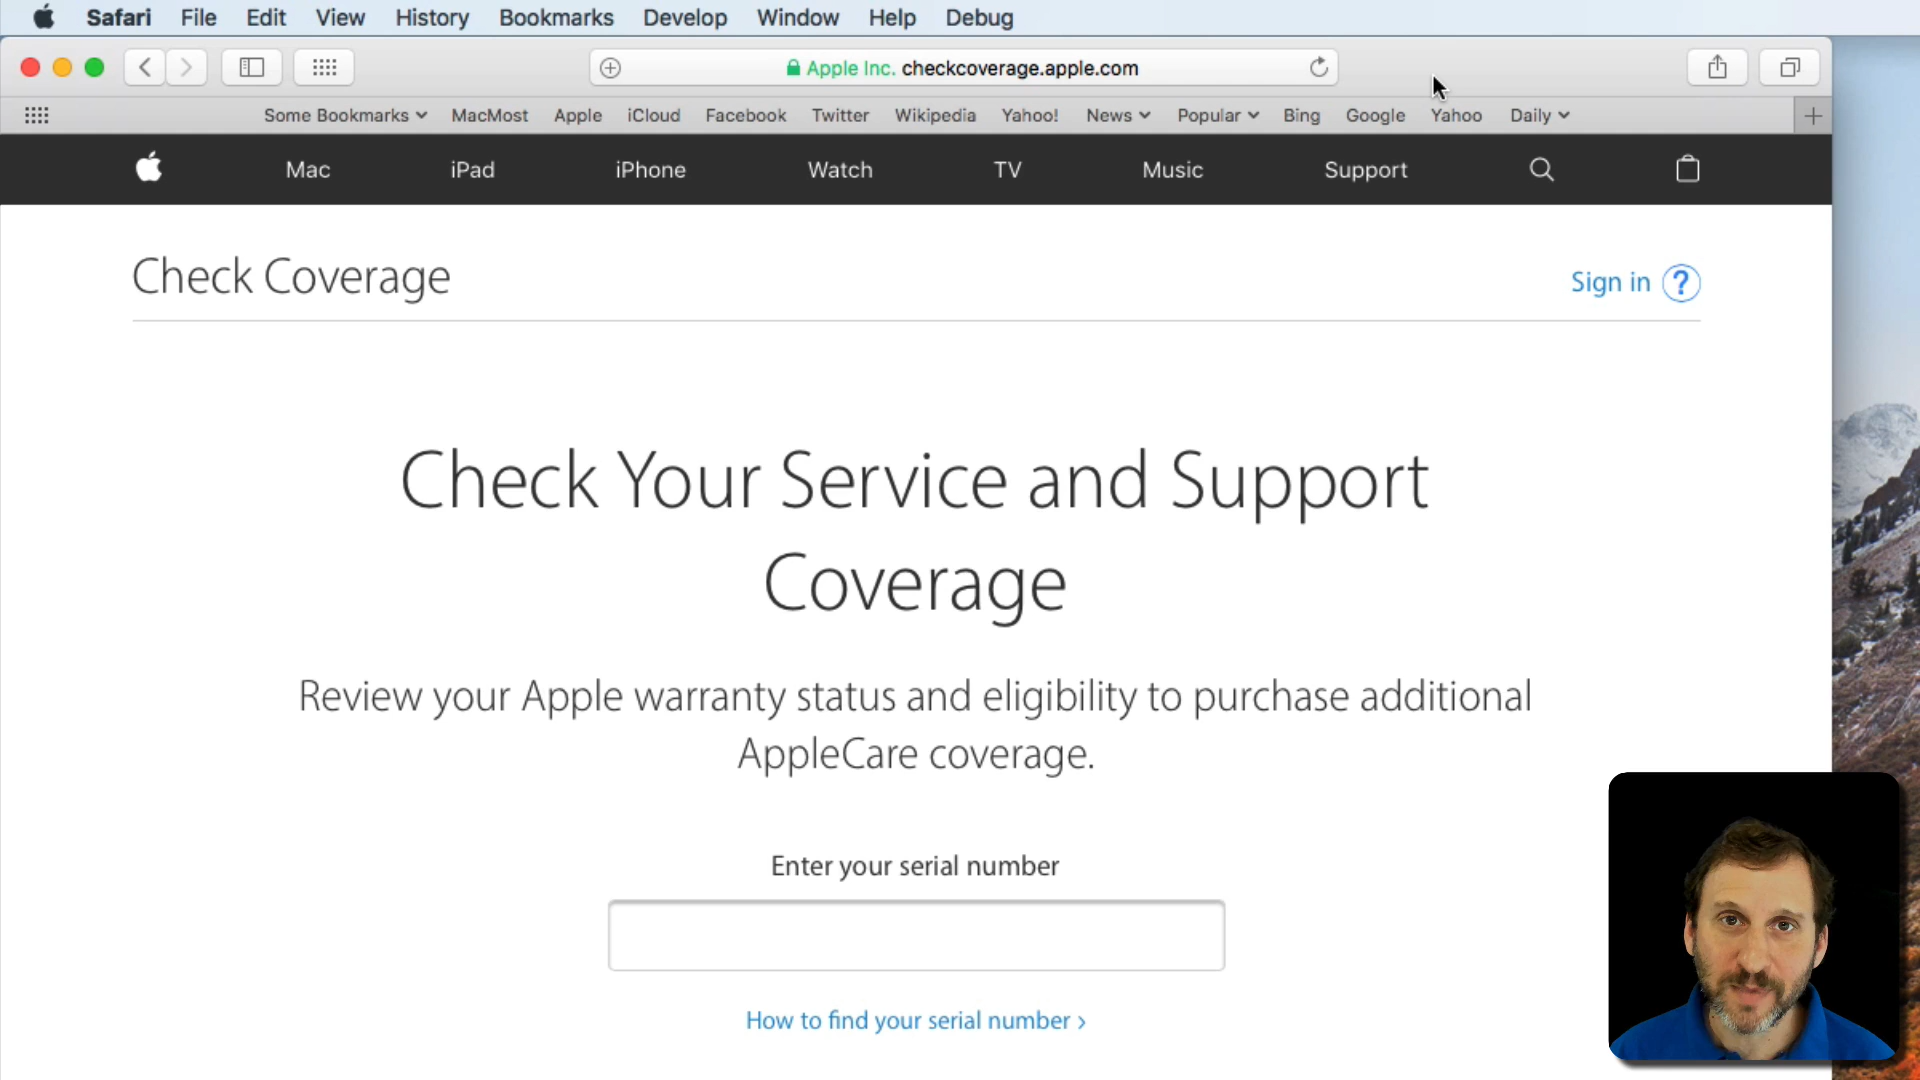 Safari File Edit View History Bookmarks Develop Window Help Debug
Apple Inc. checkcoverage.apple.com
Some Bookmarks MacMost Apple iCloud Facebook Twitter Wikipedia Yahoo! News Popular Bing Google Yahoo Daily
Mac iPad iPhone Watch TV Music Support
Check Coverage
Sign in ?
Check Your Service and Support
Coverage
Review your Apple warranty status and eligibility to purchase additional
AppleCare coverage.
Enter your serial number
How to find your serial number ›